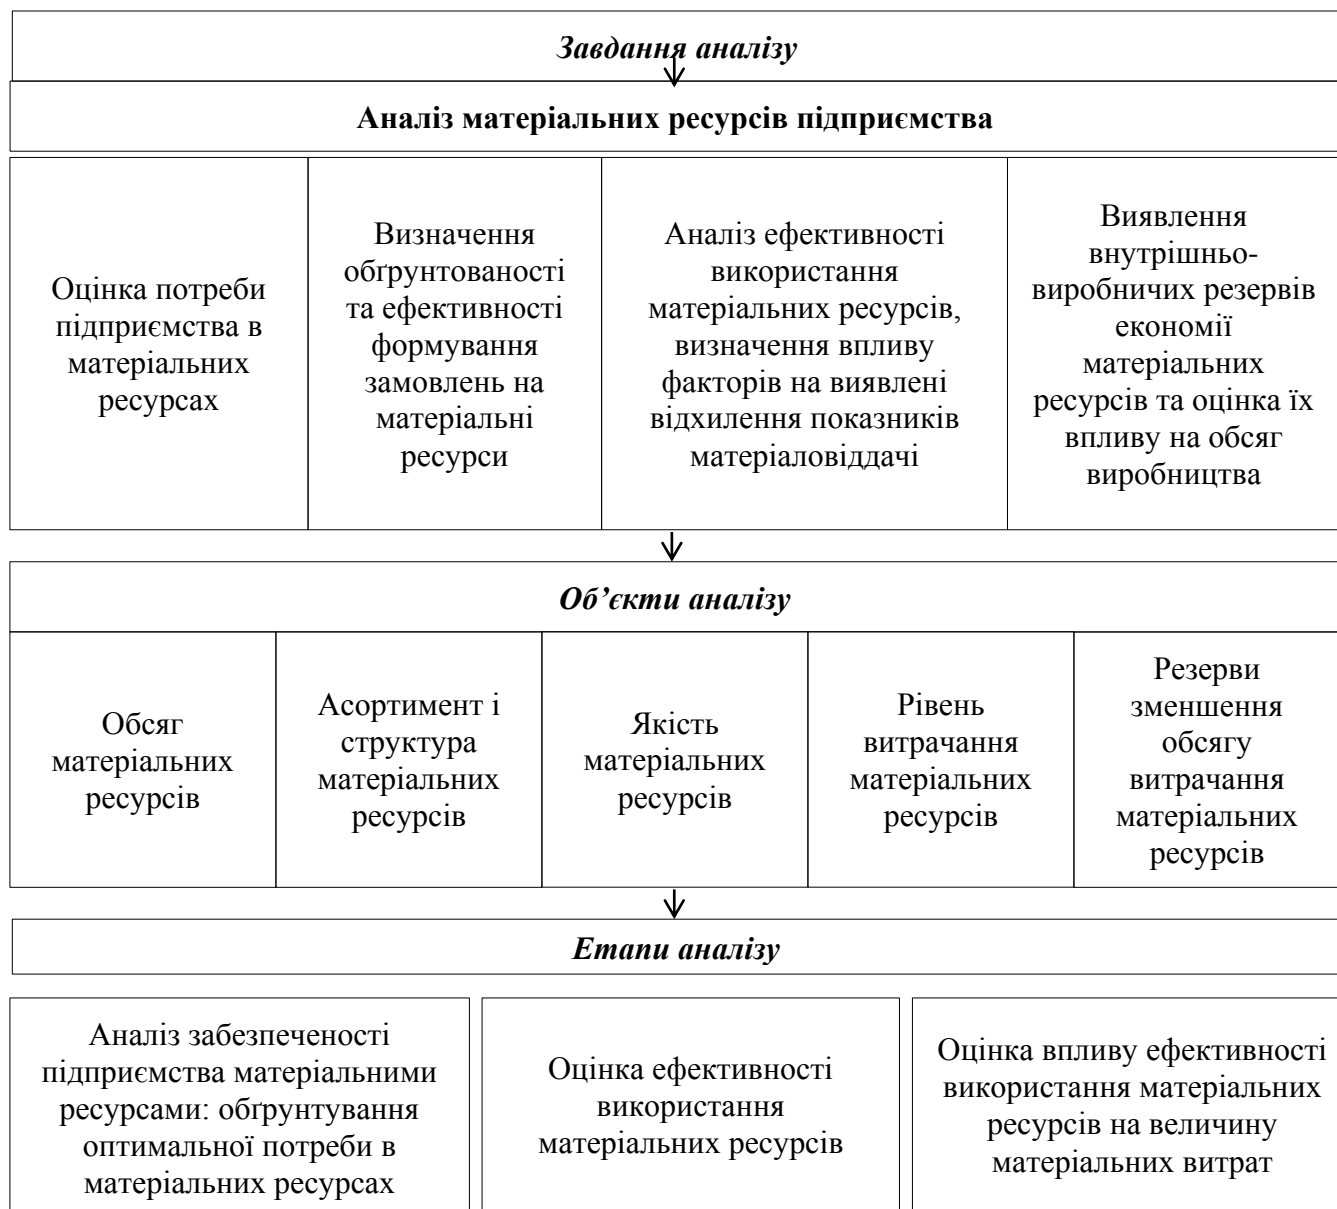 Завдання аналізу
Аналіз матеріальних ресурсів підприємства
Оцінка потреби
підприємства в
матеріальних
ресурсах
Визначення
обґрунтованості
та ефективності
формування
замовлень на
матеріальні
ресурси
Аналіз ефективності
використання
матеріальних ресурсів,
визначення впливу
факторів на виявлені
відхилення показників
матеріаловіддачі
Виявлення
внутрішньо-
виробничих резервів
економії
матеріальних
ресурсів та оцінка їх
впливу на обсяг
виробництва
Об’єкти аналізу
Обсяг
матеріальних
ресурсів
Асортимент і
структура
матеріальних
ресурсів
Якість
матеріальних
ресурсів
Рівень
витрачання
матеріальних
ресурсів
Резерви
зменшення
обсягу
витрачання
матеріальних
ресурсів
Етапи аналізу
Аналіз забезпеченості
підприємства матеріальними
ресурсами: обґрунтування
оптимальної потреби в
матеріальних ресурсах
Оцінка ефективності
використання
матеріальних ресурсів
Оцінка впливу ефективності
використання матеріальних
ресурсів на величину
матеріальних витрат